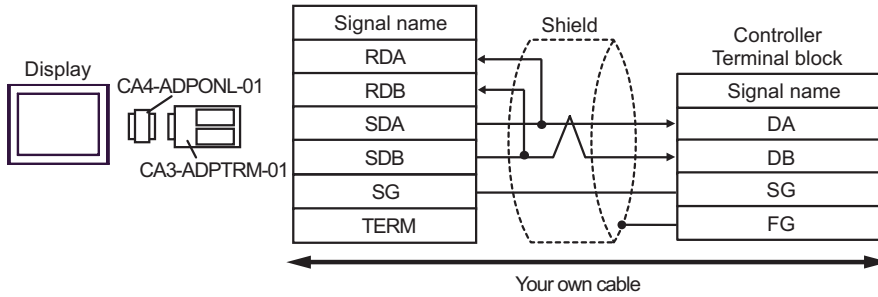 Display
CA4-ADPONL-01
CA3-ADPTRM-01
Signal name
RDA
RDB
SDA
SDB
SG
TERM
Shield
Controller
Terminal block
Signal name
DA
DB
SG
FG
Your own cable